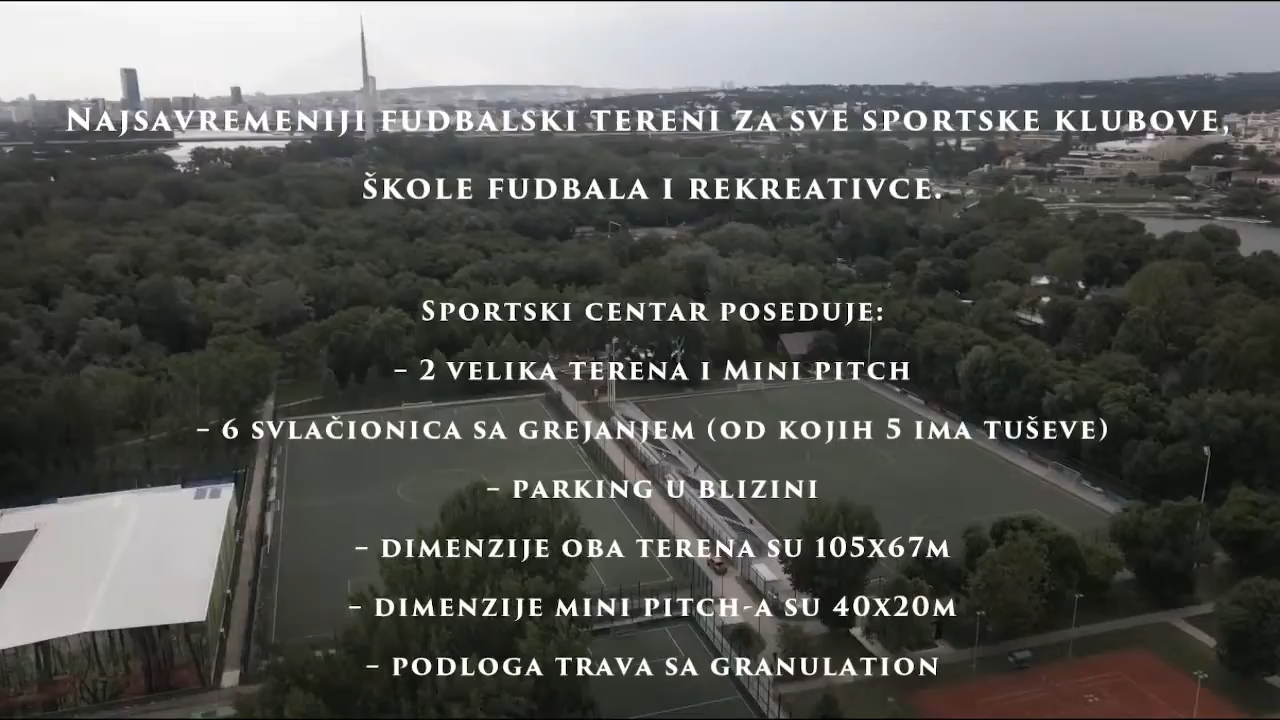 Najsavremeniji fudbalski tereni za sve sportske klubove,
škole fudbala i rekreativce.
Sportski centar poseduje:
– 2 velika terena i Mini pitch
– 6 svlačionica sa grejanjem (od kojih 5 ima tuševe)
– parking u blizini
– dimenzije oba terena su 105x67m
– dimenzije mini pitch-a su 40x20m
– podloga trava sa granulation